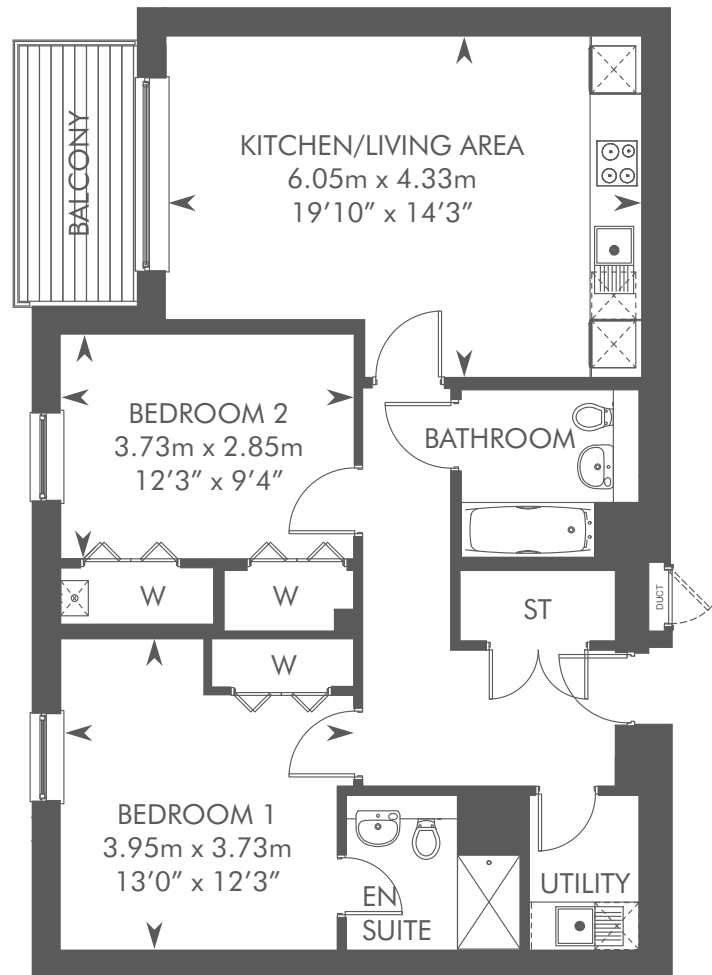 BALCONY
KITCHEN/LIVING AREA
6.05m x 4.33m
19’10” x 14’3”
BEDROOM 2
3.73m x 2.85m
12’3” x 9’4”
BATHROOM
W
W
ST
DUCT
W
BEDROOM 1
3.95m x 3.73m
13’0” x 12’3”
EN
SUITE
UTILITY